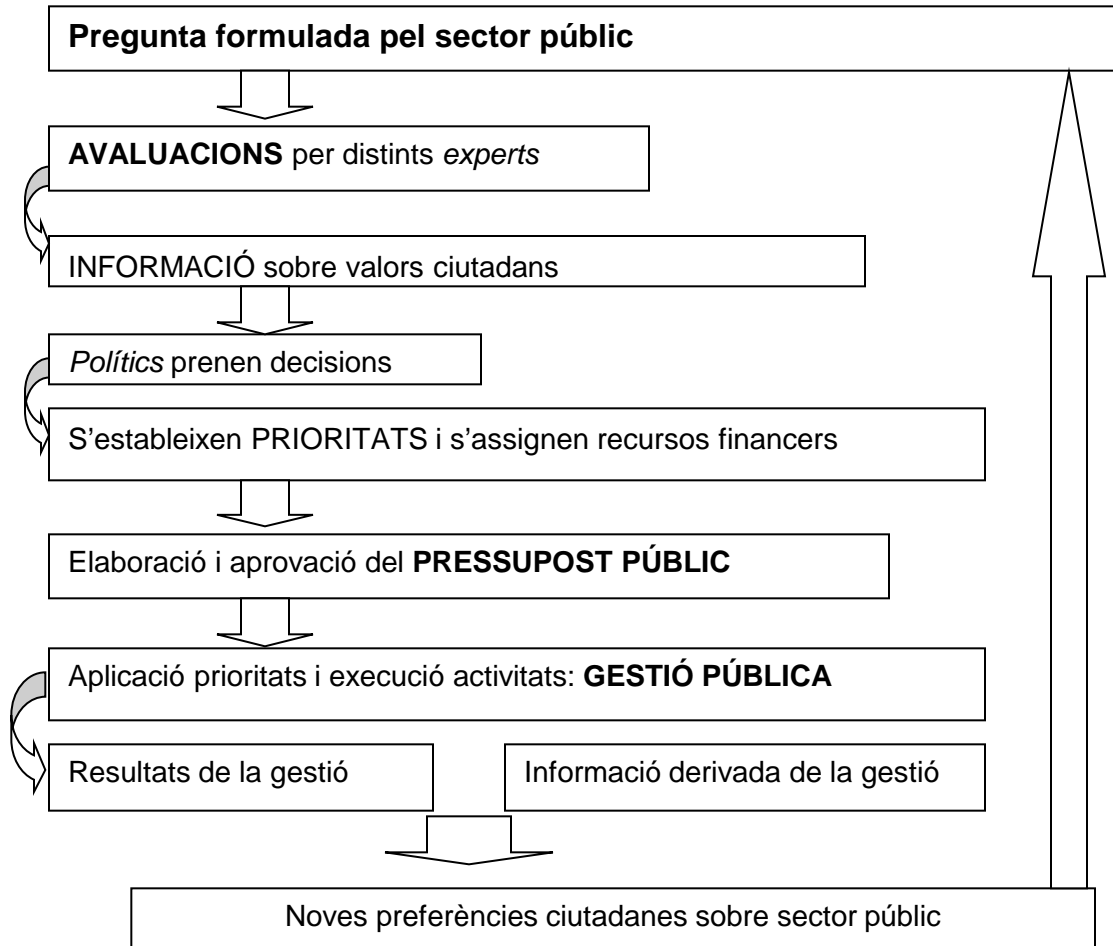 Pregunta formulada pel sector públic
AVALUACIONS per distints experts
INFORMACIÓ sobre valors ciutadans
Polítics prenen decisions
S’estableixen PRIORITATS i s’assignen recursos financers
Elaboració i aprovació del PRESSUPOST PÚBLIC
Aplicació prioritats i execució activitats: GESTIÓ PÚBLICA
Resultats de la gestió
Informació derivada de la gestió
Noves preferències ciutadanes sobre sector públic